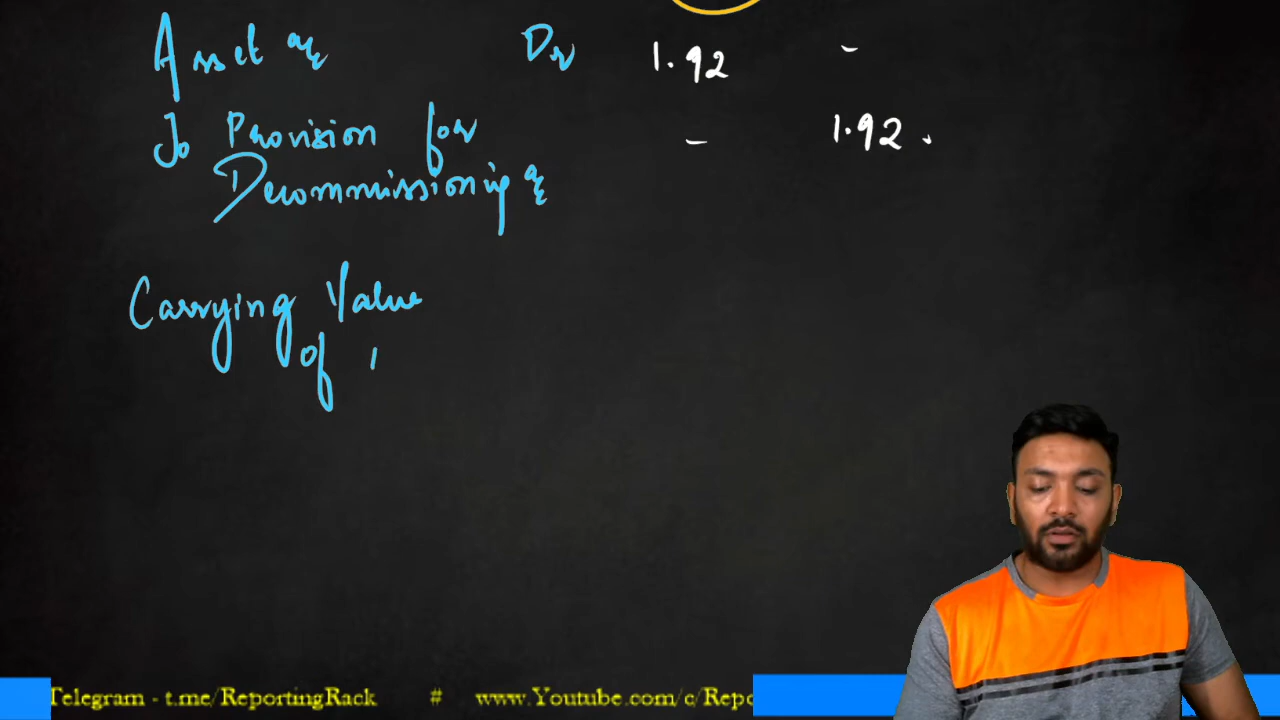 Asset a/c Dr 1.92 -
To Provision for - 1.92.
Decommissioning a/c
Carrying Value
of
Telegram - t.me/ReportingRack # www.Youtube.com/c/Repo